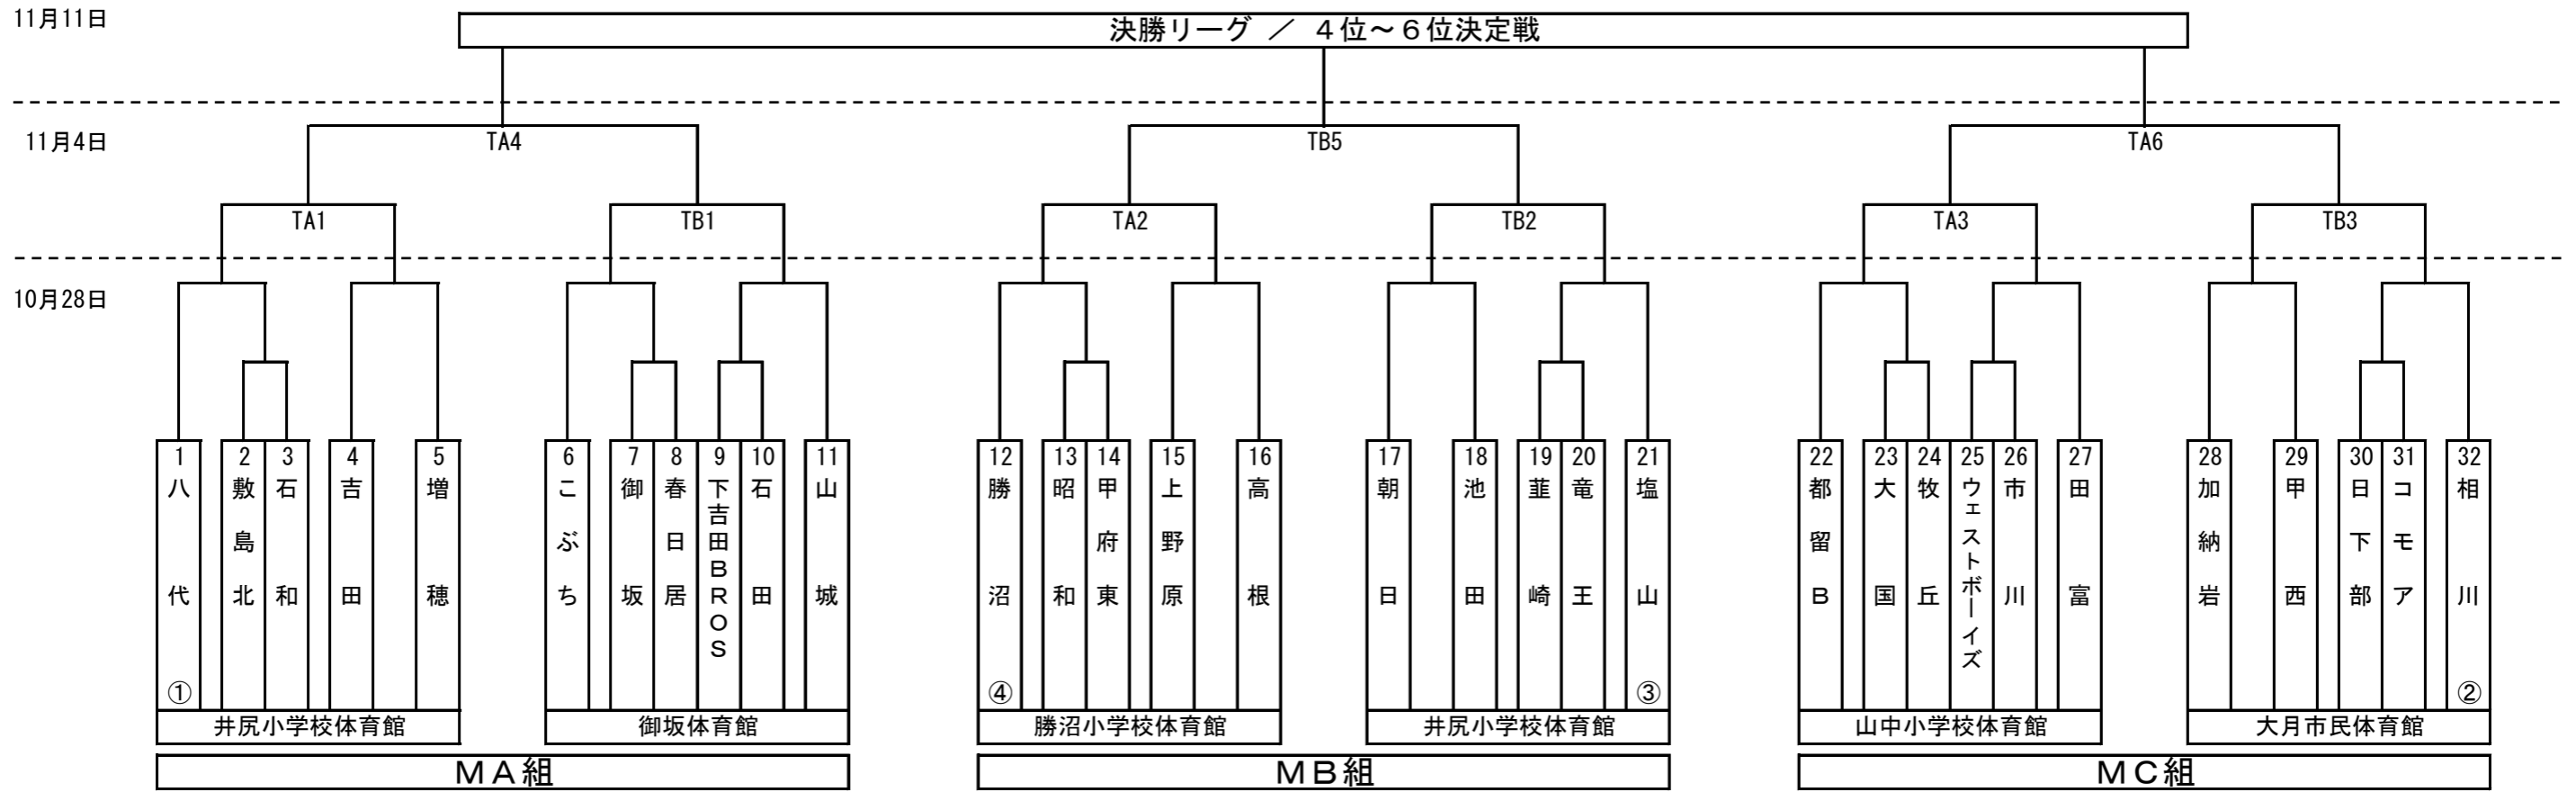 11月11日
決勝リーグ ／ ４位～６位決定戦
11月4日
TA4
TB5
TA6
TA1
TB1
TA2
TB2
TA3
TB3
10月28日
1 八代 ①
2 敷島北
3 石和
4 吉田
5 増穂
6 こぶち
7 御坂
8 春日居
9 下吉田ＢＲＯＳ
10 石田
11 山城
12 勝沼 ④
13 昭和
14 甲府東
15 上野原
16 高根
17 朝日
18 池田
19 韮崎
20 竜王
21 塩山 ③
22 都留Ｂ
23 大国
24 牧丘
25 ウェストボーイズ
26 市川
27 田富
28 加納岩
29 甲西
30 日下部
31 コモア
32 相川 ②
井尻小学校体育館
御坂体育館
勝沼小学校体育館
井尻小学校体育館
山中小学校体育館
大月市民体育館
ＭＡ組
ＭＢ組
ＭＣ組